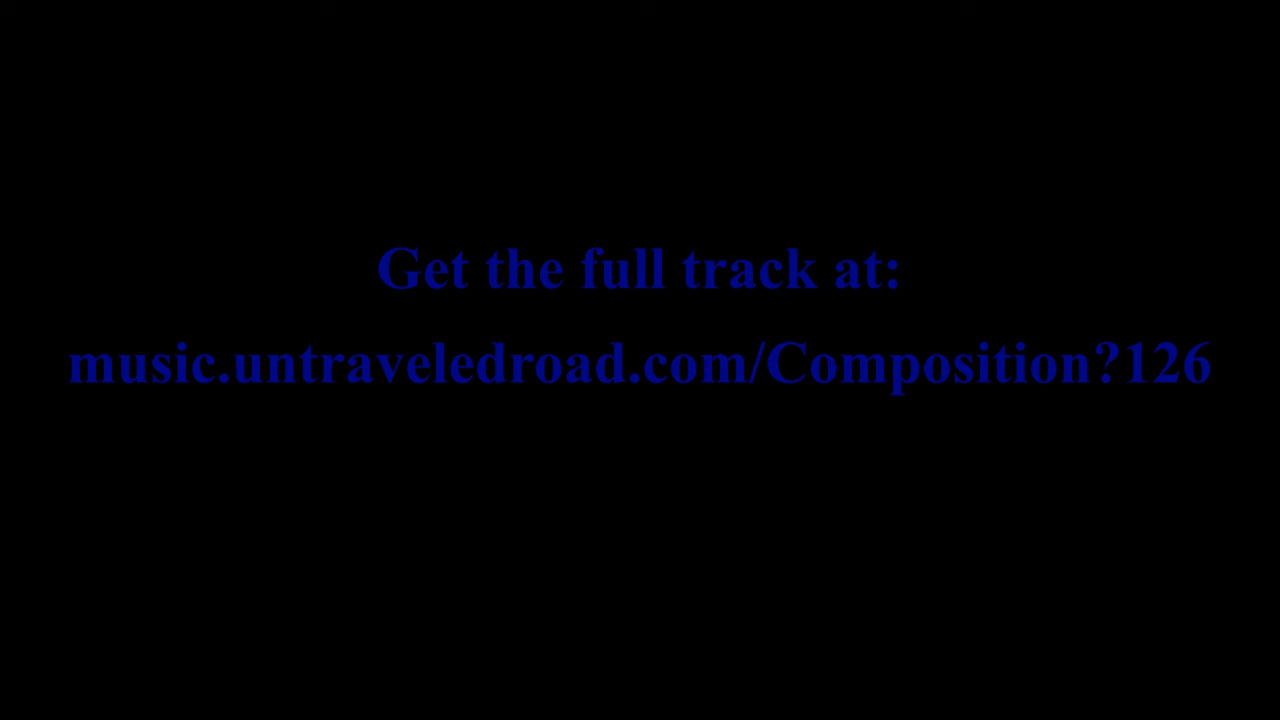 Get the full track at:
music.untraveledroad.com/Composition?126